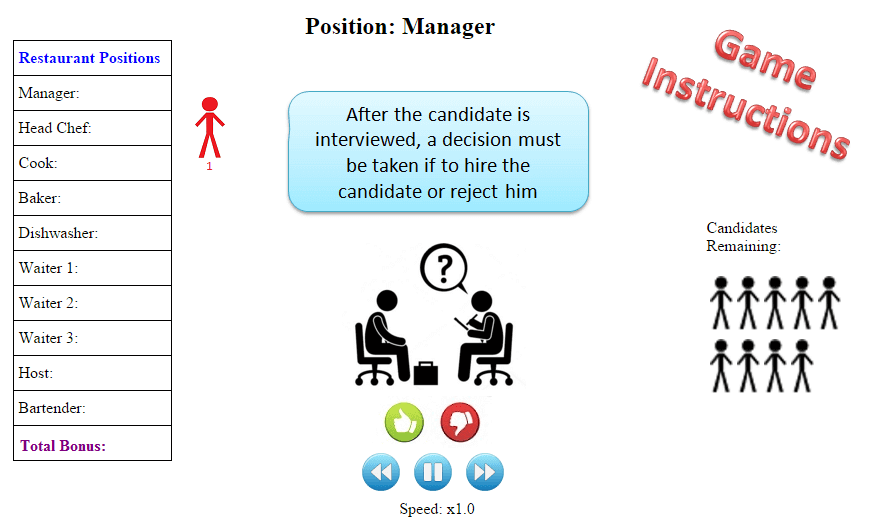 Position: Manager
Game
Instructions
Restaurant Positions
Manager:
Head Chef:
Cook:
Baker:
Dishwasher:
Waiter 1:
Waiter 2:
Waiter 3:
Host:
Bartender:
Total Bonus:
1
After the candidate is
interviewed, a decision must
be taken if to hire the
candidate or reject him
?
Candidates
Remaining:
Speed: x1.0